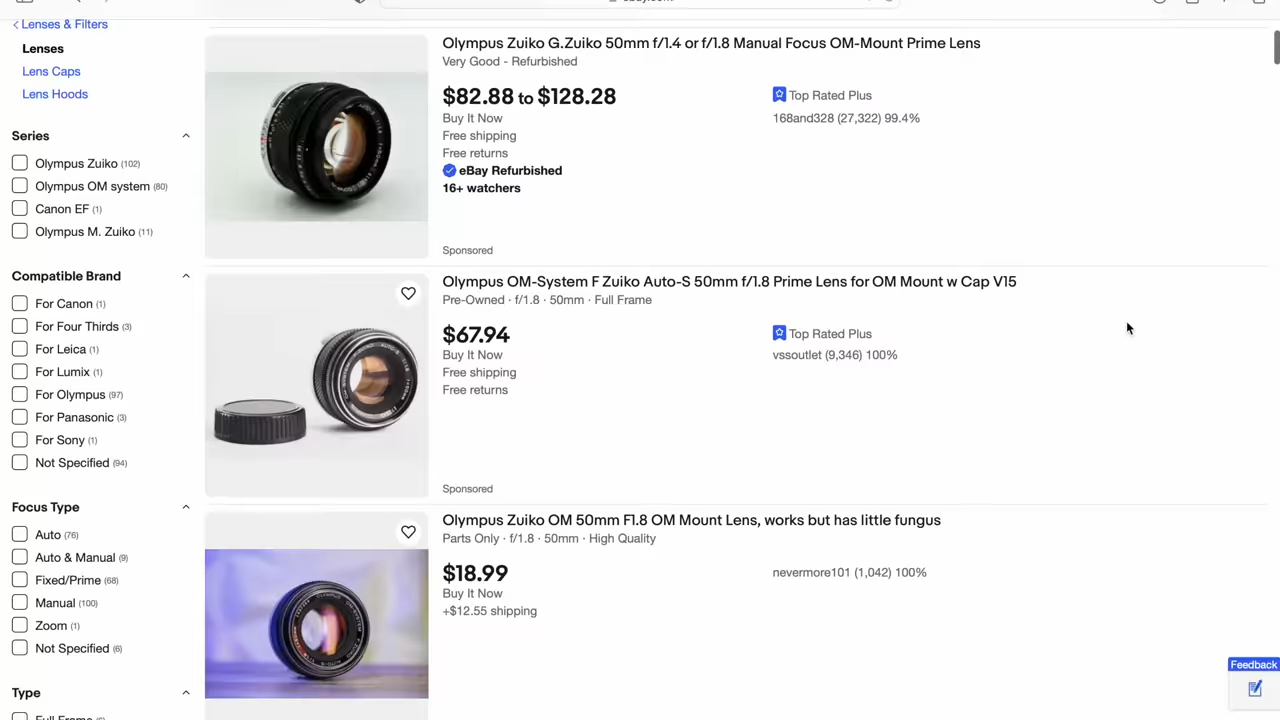 Lenses & Filters
Lenses
Lens Caps
Lens Hoods
Series
Olympus Zuiko (102)
Olympus OM system (80)
Canon EF (1)
Olympus M. Zuiko (11)
Compatible Brand
For Canon (1)
For Four Thirds (3)
For Leica (1)
For Lumix (1)
For Olympus (97)
For Panasonic (3)
For Sony (1)
Not Specified (94)
Focus Type
Auto (76)
Auto & Manual (9)
Fixed/Prime (68)
Manual (100)
Zoom (1)
Not Specified (6)
Type
Olympus Zuiko G.Zuiko 50mm f/1.4 or f/1.8 Manual Focus OM-Mount Prime Lens
Very Good - Refurbished
$82.88 to $128.28
Buy It Now
Free shipping
Free returns
eBay Refurbished
16+ watchers
Top Rated Plus
168and328 (27,322) 99.4%
Sponsored
Olympus OM-System F Zuiko Auto-S 50mm f/1.8 Prime Lens for OM Mount w Cap V15
Pre-Owned · f/1.8 · 50mm · Full Frame
$67.94
Buy It Now
Free shipping
Free returns
Top Rated Plus
vssoutlet (9,346) 100%
Sponsored
Olympus Zuiko OM 50mm F1.8 OM Mount Lens, works but has little fungus
Parts Only · f/1.8 · 50mm · High Quality
$18.99
Buy It Now
+$12.55 shipping
nevermore101 (1,042) 100%
Feedback